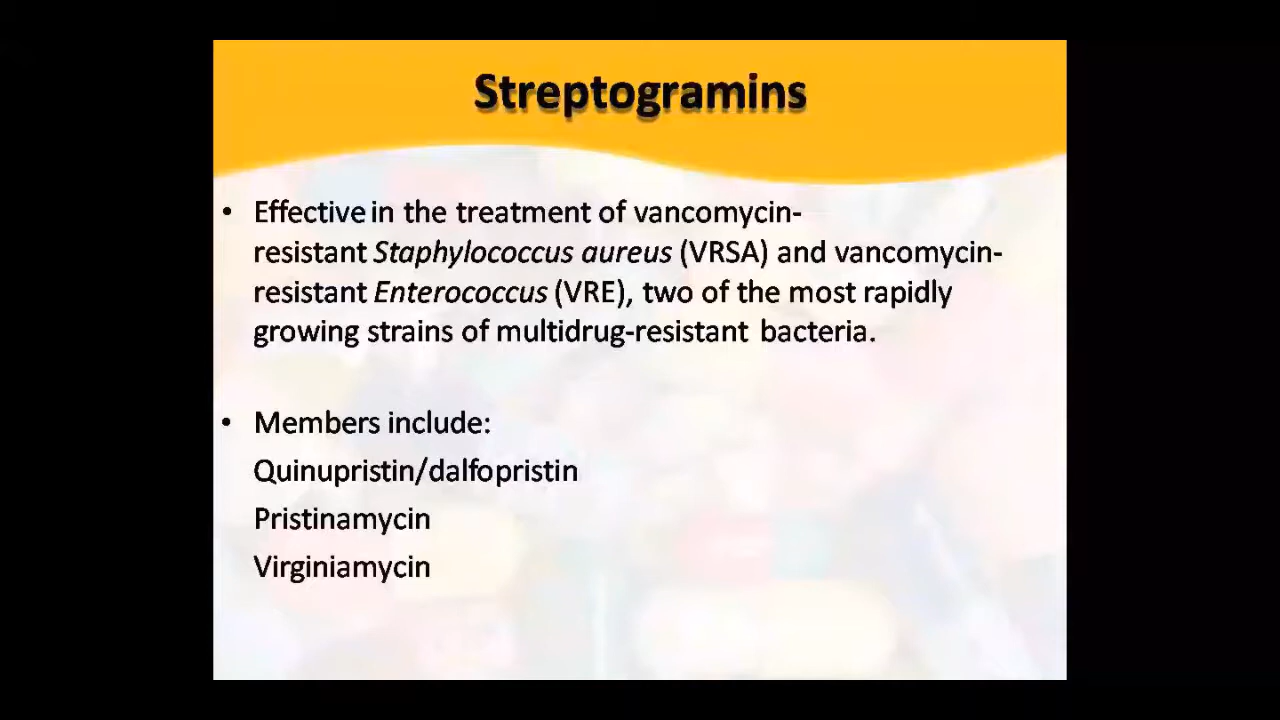 Streptogramins
• Effective in the treatment of vancomycin-
resistant Staphylococcus aureus (VRSA) and vancomycin-
resistant Enterococcus (VRE), two of the most rapidly
growing strains of multidrug-resistant bacteria.
• Members include:
Quinupristin/dalfopristin
Pristinamycin
Virginiamycin